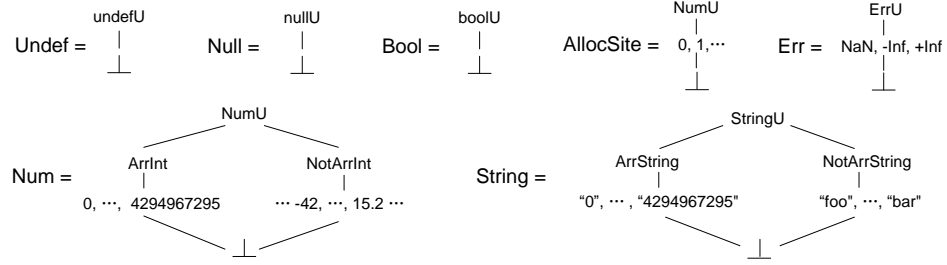 undefU nullU boolU NumU ErrU
Undef = Null = Bool = AllocSite = 0, 1,··· Err = NaN, -Inf, +Inf
⊥ ⊥ ⊥ ⊥ ⊥
NumU StringU
ArrInt NotArrInt ArrString NotArrString
Num = String =
0, ···, 4294967295 ··· -42, ···, 15.2 ··· "0", ··· , "4294967295" "foo", ···, "bar"
⊥ ⊥